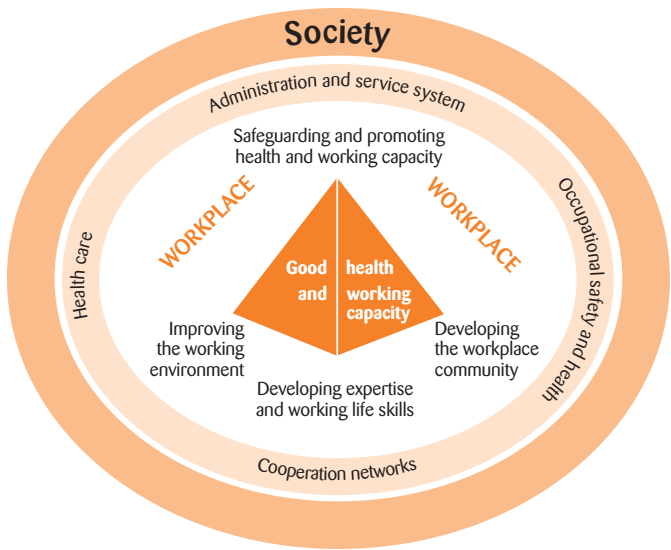 Society
Administration and service system
Safeguarding and promoting
health and working capacity
WORKPLACE
WORKPLACE
Health care
Occupational safety and health
Good health
and working
capacity
Improving
the working
environment
Developing
the workplace
community
Developing expertise
and working life skills
Cooperation networks